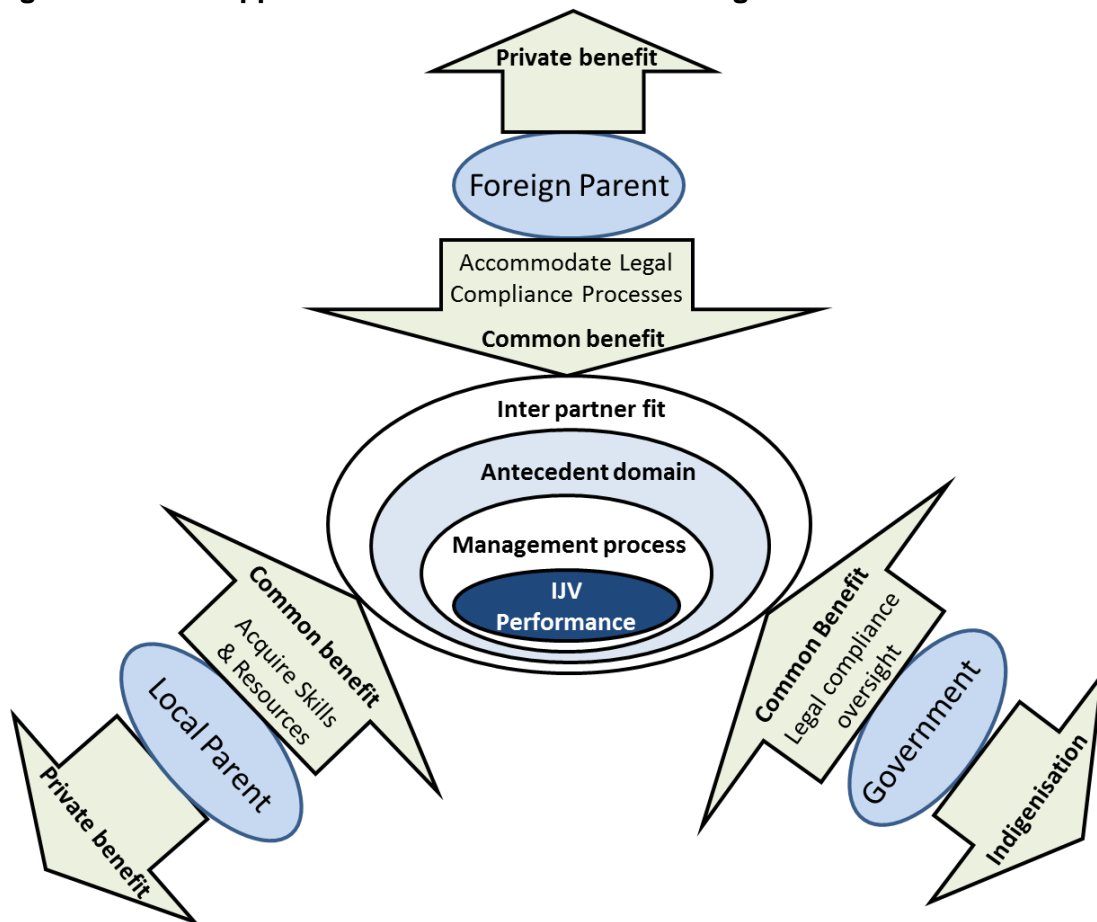 Private benefit
Foreign Parent
Accommodate Legal
Compliance Processes
Common benefit
Inter partner fit
Antecedent domain
Management process
IJV
Performance
Common benefit
Acquire Skills
& Resources
Local Parent
Private benefit
Common Benefit
Legal compliance
oversight
Government
Indigenisation